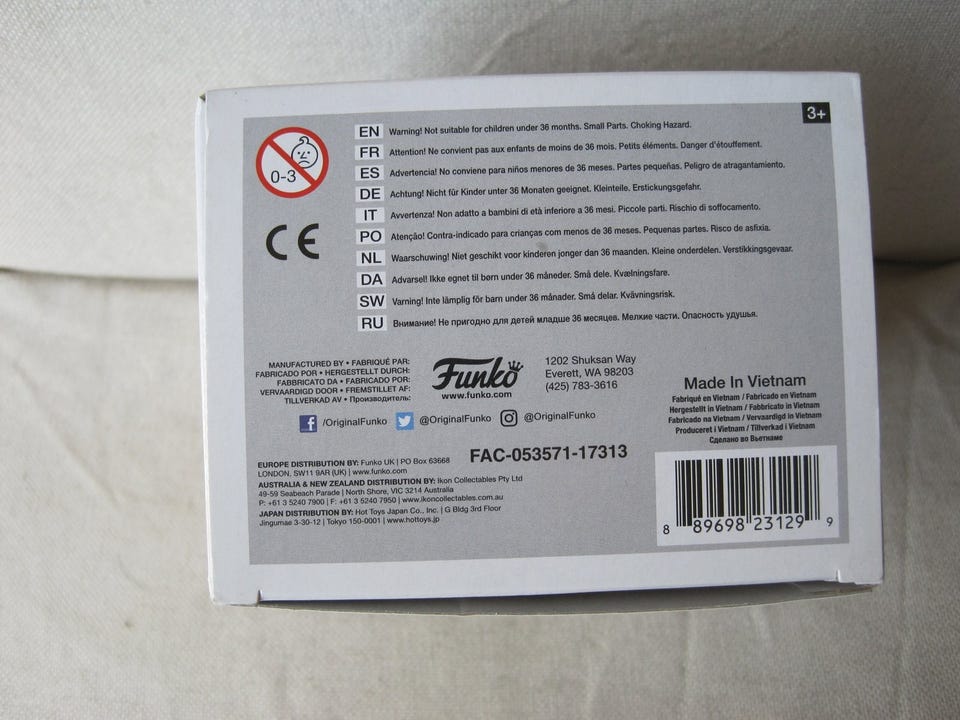 3+
0-3
EN Warning! Not suitable for children under 36 months. Small Parts. Choking Hazard.
FR Attention! Ne convient pas aux enfants de moins de 36 mois. Petits éléments. Danger d'étouffement.
ES Advertencia! No conveniente para niños menores de 36 meses. Partes pequeñas. Peligro de atragantamiento.
DE Achtung! Nicht für Kinder unter 36 Monaten geeignet. Kleinteile. Erstickungsgefahr.
IT Avvertenza! Non adatto a bambini di età inferiore a 36 mesi. Piccole parti. Rischio di soffocamento.
PO Atenção! Contra-indicado para crianças com menos de 36 meses. Pequenas partes. Risco de asfixia.
NL Waarschuwing! Niet geschikt voor kinderen jonger dan 36 maanden. Kleine onderdelen. Verstikkingsgevaar.
DA Advarsel! Ikke egnet til børn under 36 måneder. Små dele. Kvælningsfare.
SW Varning! Inte lämplig för barn under 36 månader. Små delar. Kvävningsrisk.
RU Внимание! Не пригодно для детей младше 36 месяцев. Мелкие части. Опасность удушья.
CE
MANUFACTURED BY • FABRIQUÉ PAR:
FABRICADO POR • HERGESTELLT DURCH:
FABBRICATO DA • FABRICADO POR:
VERVAARDIGD DOOR • FREMSTILLET AF:
TILLVERKAD AV • Производитель:
Funko
www.funko.com
1202 Shuksan Way
Everett, WA 98203
(425) 783-3616
/OriginalFunko @OriginalFunko @OriginalFunko
Made In Vietnam
Fabriqué en Vietnam / Fabricado en Vietnam
Hergestellt in Vietnam / Fabbricato in Vietnam
Fabricado na Vietnam / Vervaardigd in Vietnam
Produceret i Vietnam / Tillverkad i Vietnam
Сделано во Вьетнаме
FAC-053571-17313
EUROPE DISTRIBUTION BY: Funko UK | PO Box 63668
LONDON, SW11 9AR (UK) | www.funko.com
AUSTRALIA & NEW ZEALAND DISTRIBUTION BY: Ikon Collectables Pty Ltd
49-59 Seabeach Parade | North Shore, VIC 3214 Australia
P: +61 3 5240 7900 | F: +61 3 5240 7950 | www.ikoncollectables.com.au
JAPAN DISTRIBUTION BY: Hot Toys Japan Co., Inc. | G Bldg 3rd Floor
Jingumae 3-30-12 | Tokyo 150-0001 | www.hottoys.jp
8 89698 23129 9